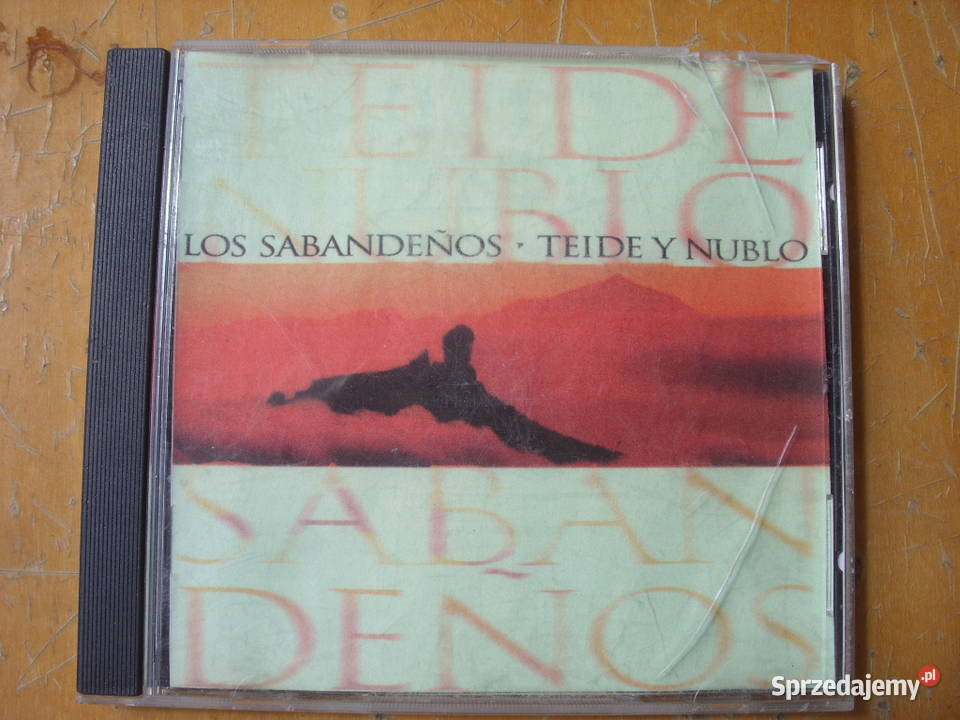 TEIDE
NUBLO
LOS SABANDEÑOS · TEIDE Y NUBLO
SABAN
DEÑOS
Sprzedajemy.pl